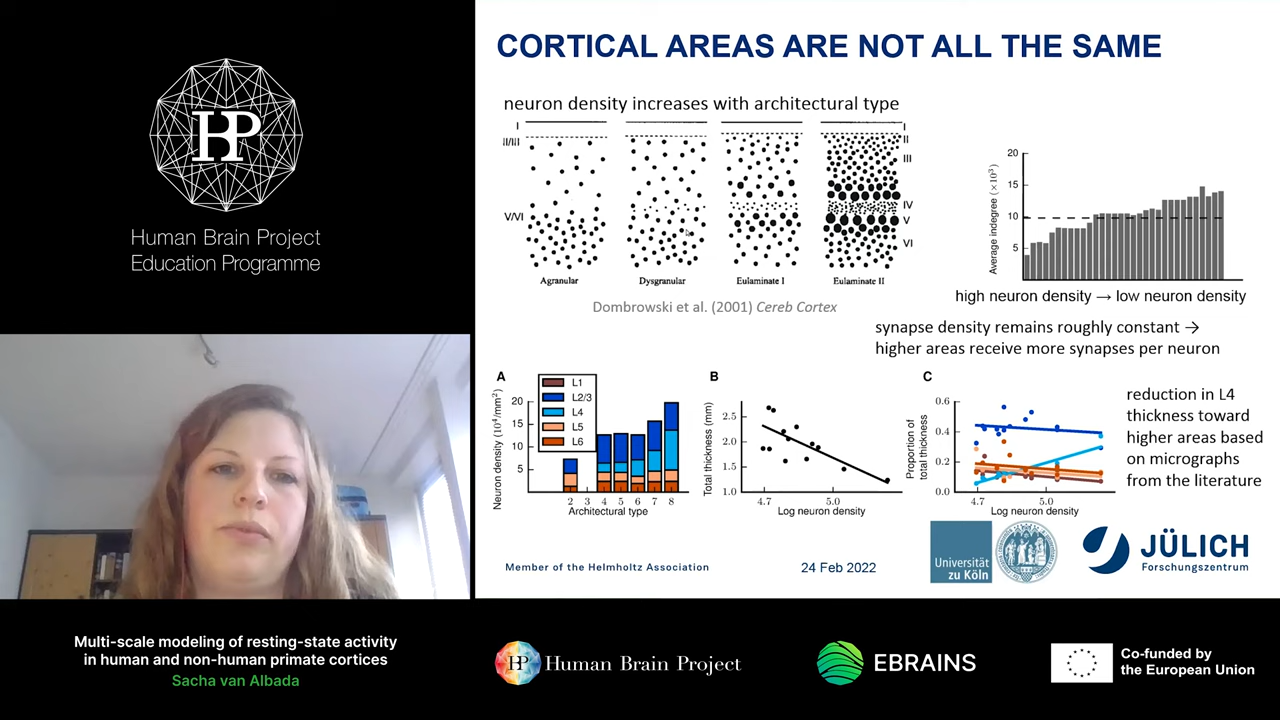 HP
Human Brain Project
Education Programme
CORTICAL AREAS ARE NOT ALL THE SAME
neuron density increases with architectural type
I
II/III
V/VI
I
II
III
IV
V
VI
Agranular
Dysgranular
Eulaminate I
Eulaminate II
Dombrowski et al. (2001) Cereb Cortex
Average indegree (×10³)
20
15
10
5
high neuron density → low neuron density
synapse density remains roughly constant →
higher areas receive more synapses per neuron
A
Neuron density (10⁴/mm²)
20
15
10
5
L1
L2/3
L4
L5
L6
2 3 4 5 6 7 8
Architectural type
B
Total thickness (mm)
2.5
2.0
1.5
1.0
4.7 5.0
Log neuron density
C
Proportion of
total thickness
0.6
0.4
0.2
0.0
4.7 5.0
Log neuron density
reduction in L4
thickness toward
higher areas based
on micrographs
from the literature
Member of the Helmholtz Association
24 Feb 2022
Universität
zu Köln
JÜLICH
Forschungszentrum
Multi-scale modeling of resting-state activity
in human and non-human primate cortices
Sacha van Albada
HP Human Brain Project
EBRAINS
Co-funded by
the European Union